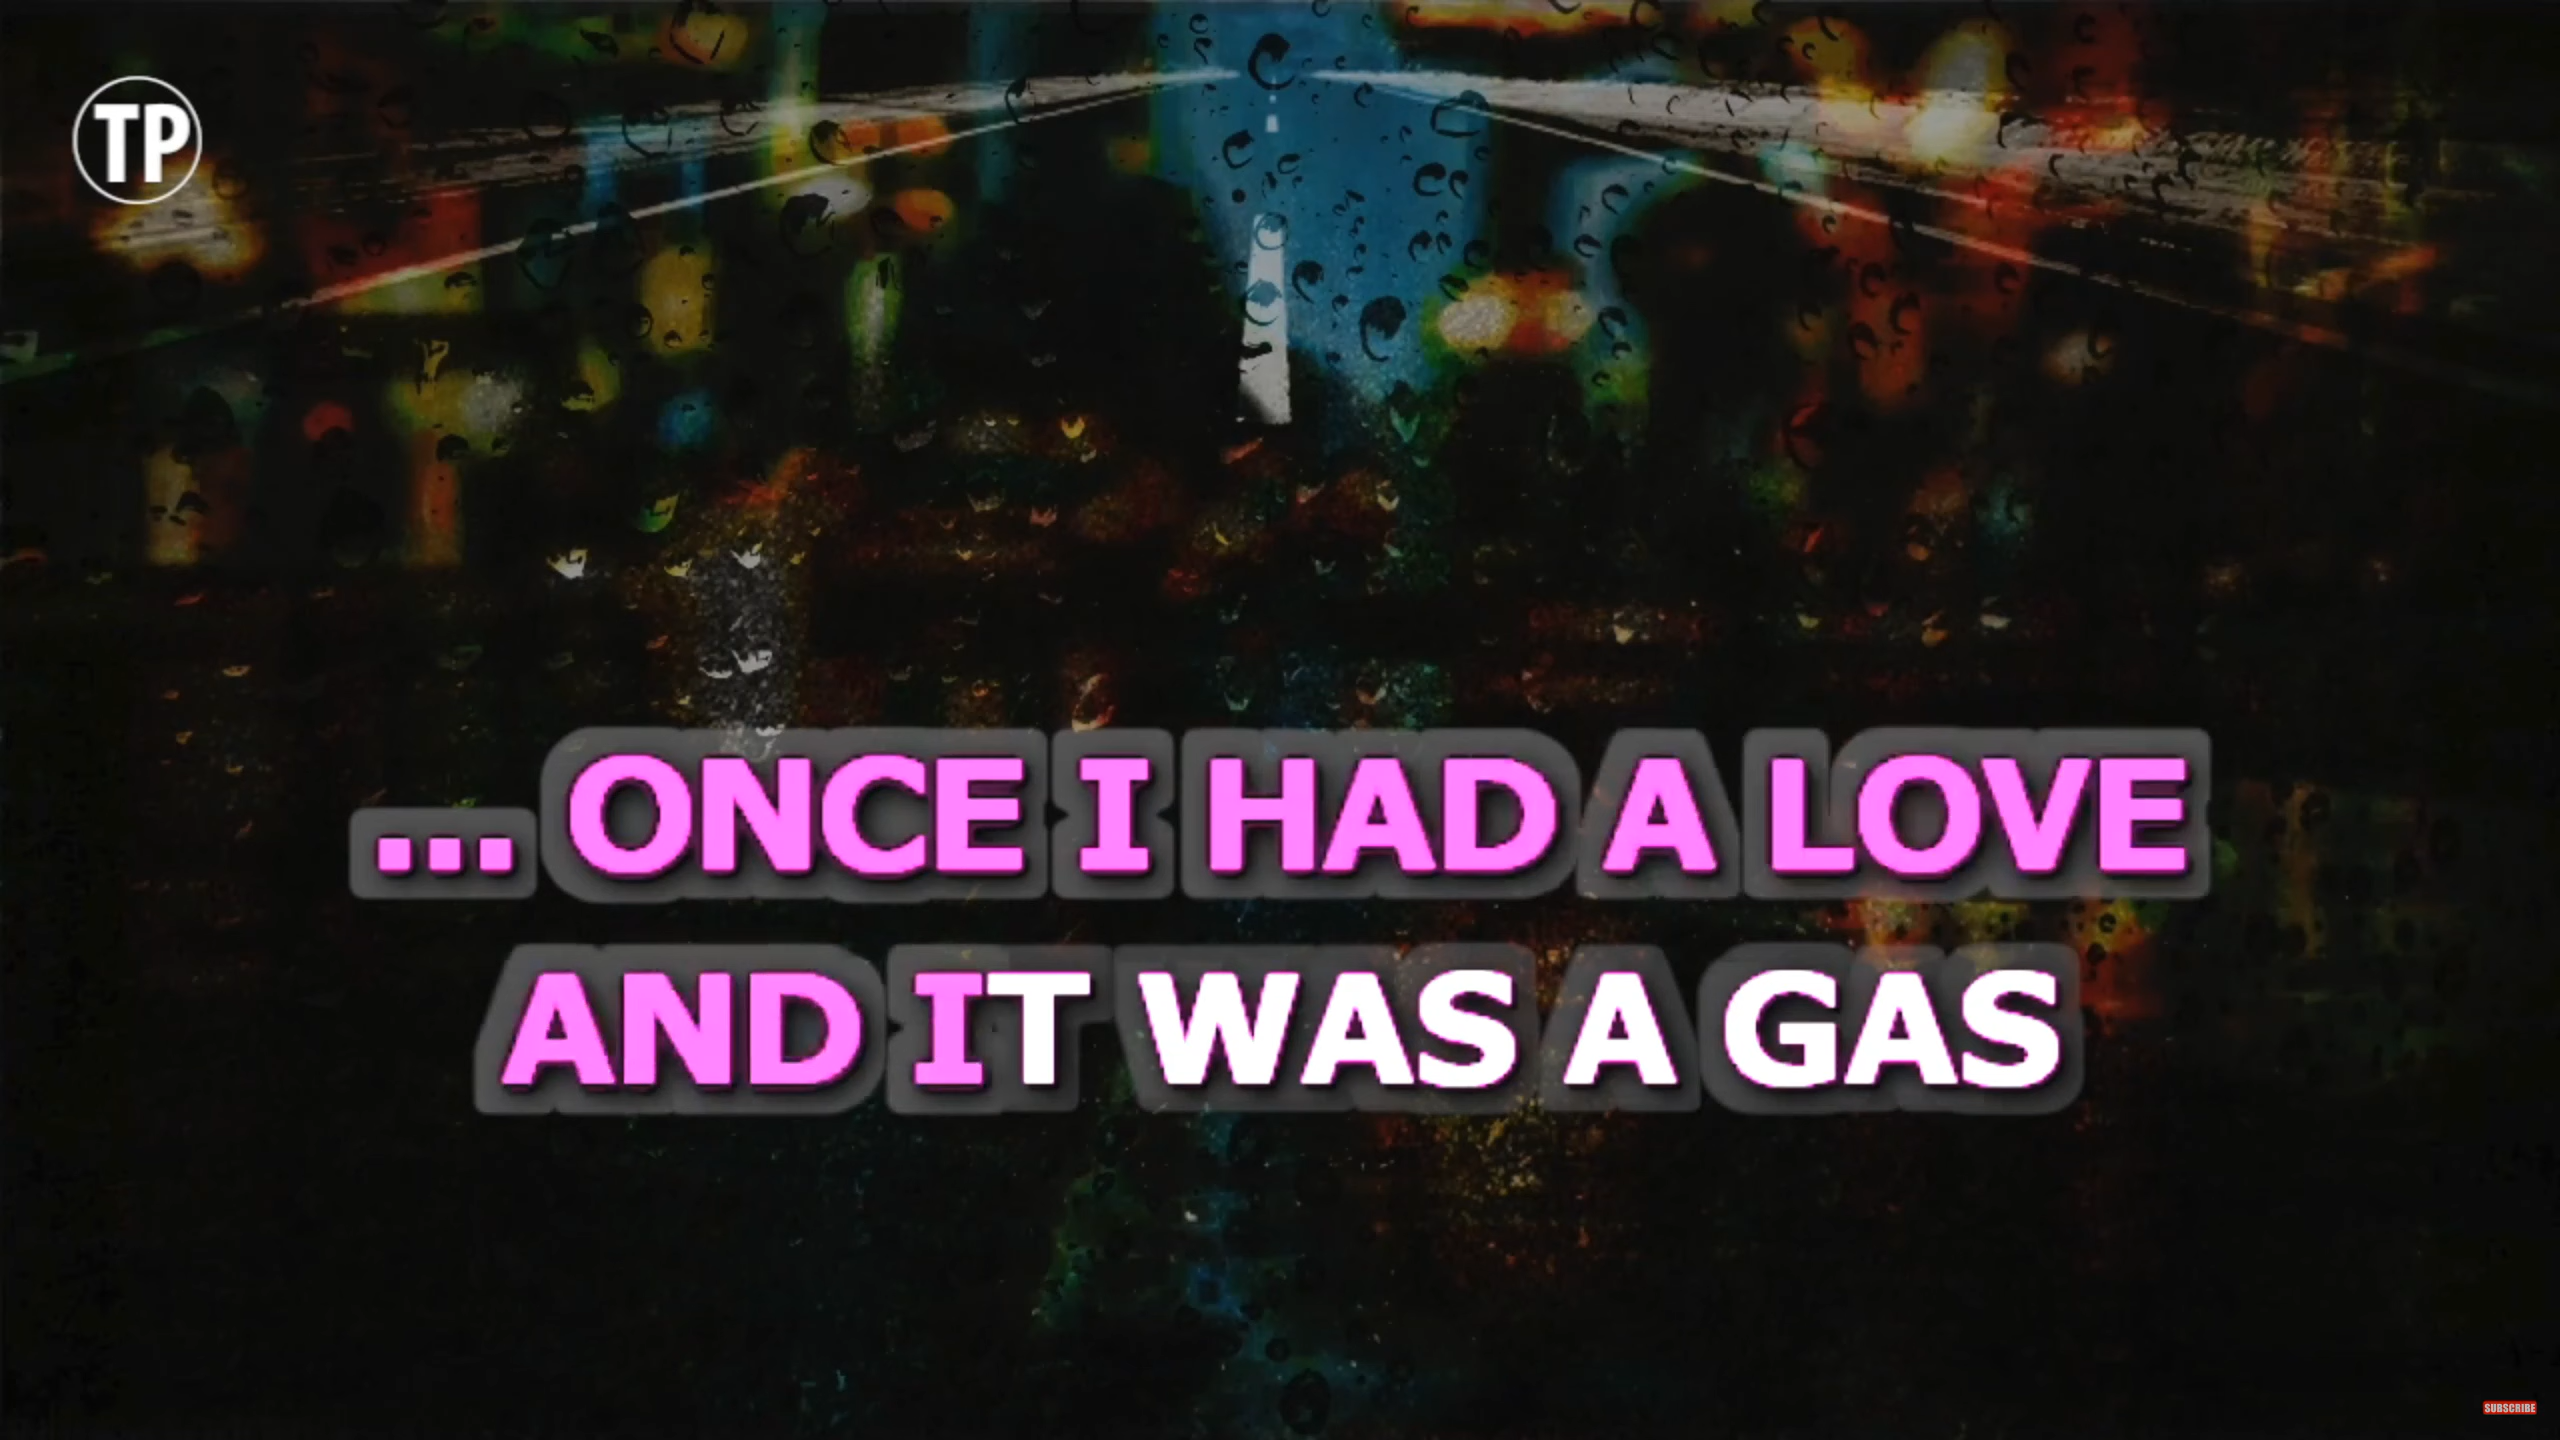 TP
... ONCE I HAD A LOVE
AND IT WAS A GAS
SUBSCRIBE